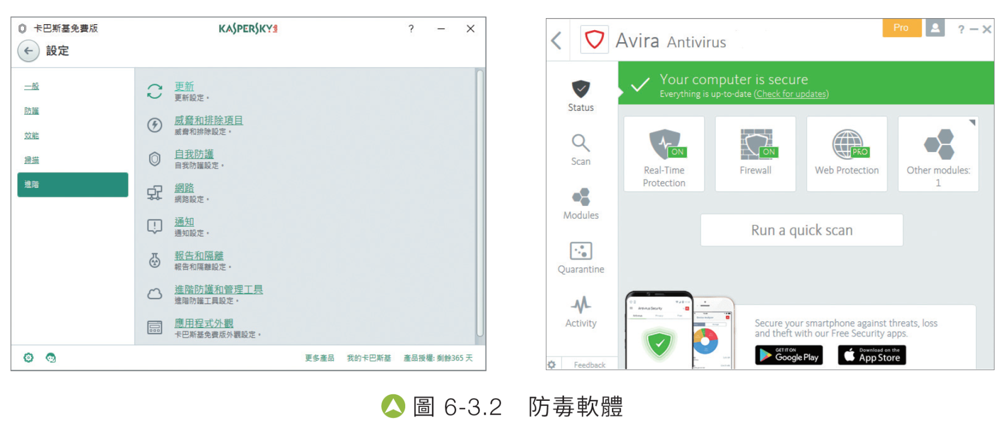 卡巴斯基免費版
KASPERSKY
?
設定
一般
防護
效能
掃描
進階
更新
更新設定。
威脅和排除項目
威脅和排除設定。
自我防護
自我防護設定。
網路
網路設定。
通知
通知設定。
報告和隔離
報告和隔離設定。
進階防護和管理工具
進階防護工具設定。
應用程式外觀
卡巴斯基免費版外觀設定。
更多產品
我的卡巴斯基
產品授權: 剩餘365 天
Avira Antivirus
Pro
?
Status
Scan
Modules
Quarantine
Activity
Feedback
Your computer is secure
Everything is up-to-date (Check for updates)
ON
Real-Time
Protection
ON
Firewall
PRO
Web Protection
Other modules:
1
Run a quick scan
Antivirus Security
Secure your smartphone against threats, loss
and theft with our Free Security apps.
GET IT ON
Google Play
Download on the
App Store
圖 6-3.2 防毒軟體